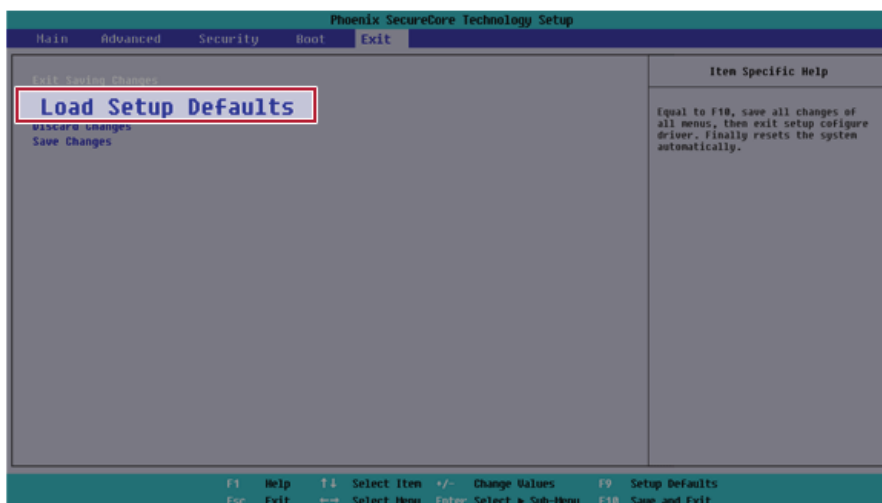 Phoenix SecureCore Technology Setup
Main Advanced Security Boot Exit
Exit Saving Changes
Load Setup Defaults
Discard Changes
Save Changes
Item Specific Help
Equal to F10, save all changes of
all menus, then exit setup cofigure
driver. Finally resets the system
automatically.
F1 Help ↑↓ Select Item +/- Change Values F9 Setup Defaults
Esc Exit ←→ Select Menu Enter Select ▶ Sub-Menu F10 Save and Exit